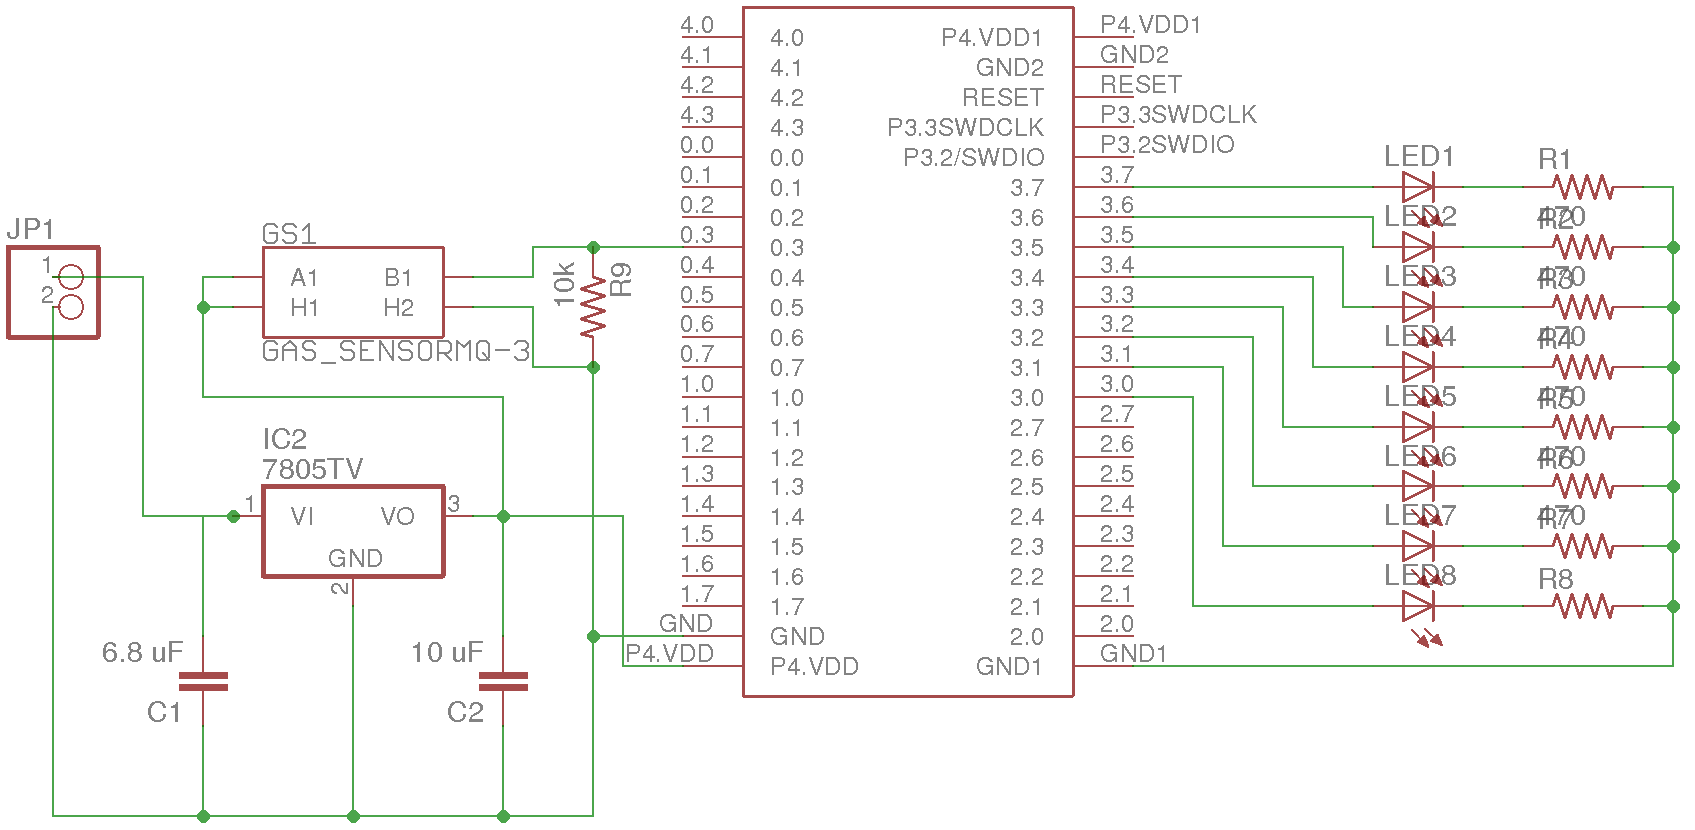 JP1
1
2
GS1
A1 B1
H1 H2
GAS_SENSORMQ-3
10k
R9
IC2
7805TV
1 VI VO 3
GND
2
6.8 uF
C1
10 uF
C2
4.0 4.0 P4.VDD1 P4.VDD1
4.1 4.1 GND2 GND2
4.2 4.2 RESET RESET
4.3 4.3 P3.3SWDCLK P3.3SWDCLK
0.0 0.0 P3.2/SWDIO P3.2SWDIO
0.1 0.1 3.7 3.7
0.2 0.2 3.6 3.6
0.3 0.3 3.5 3.5
0.4 0.4 3.4 3.4
0.5 0.5 3.3 3.3
0.6 0.6 3.2 3.2
0.7 0.7 3.1 3.1
1.0 1.0 3.0 3.0
1.1 1.1 2.7 2.7
1.2 1.2 2.6 2.6
1.3 1.3 2.5 2.5
1.4 1.4 2.4 2.4
1.5 1.5 2.3 2.3
1.6 1.6 2.2 2.2
1.7 1.7 2.1 2.1
GND GND 2.0 2.0
P4.VDD P4.VDD GND1 GND1
LED1 R1
LED2 R2 470
LED3 R3 470
LED4 R4 470
LED5 R5 470
LED6 R6 470
LED7 R7 470
LED8 R8